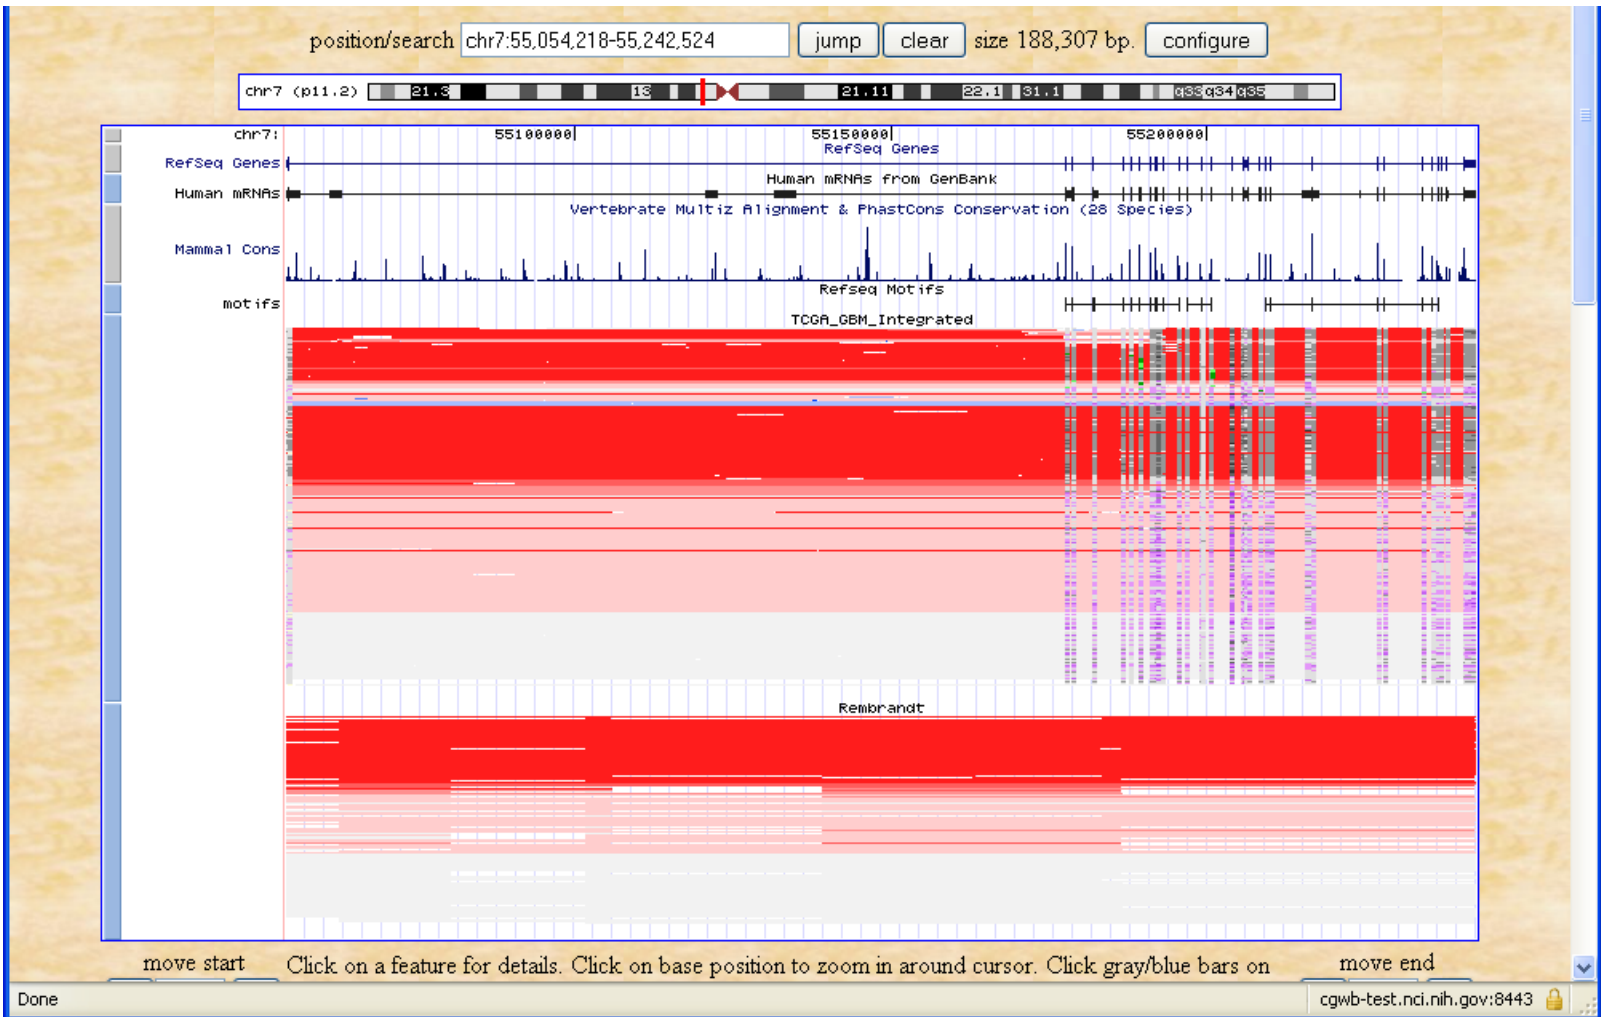 position/search chr7:55,054,218-55,242,524 jump clear size 188,307 bp. configure
chr7 (p11.2) 21.3 13 21.11 22.1 31.1 q33 q34 q35
chr7: 55100000| 55150000| 55200000|
RefSeq Genes
RefSeq Genes
Human mRNAs from GenBank
Human mRNAs
Vertebrate Multiz Alignment & PhastCons Conservation (28 Species)
Mammal Cons
Refseq Motifs
motifs
TCGA_GBM_Integrated
Rembrandt
move start Click on a feature for details. Click on base position to zoom in around cursor. Click gray/blue bars on move end
Done cgwb-test.nci.nih.gov:8443